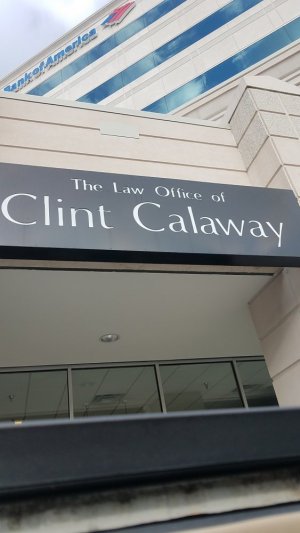 Bank of America
The Law Office of
Clint Calaway